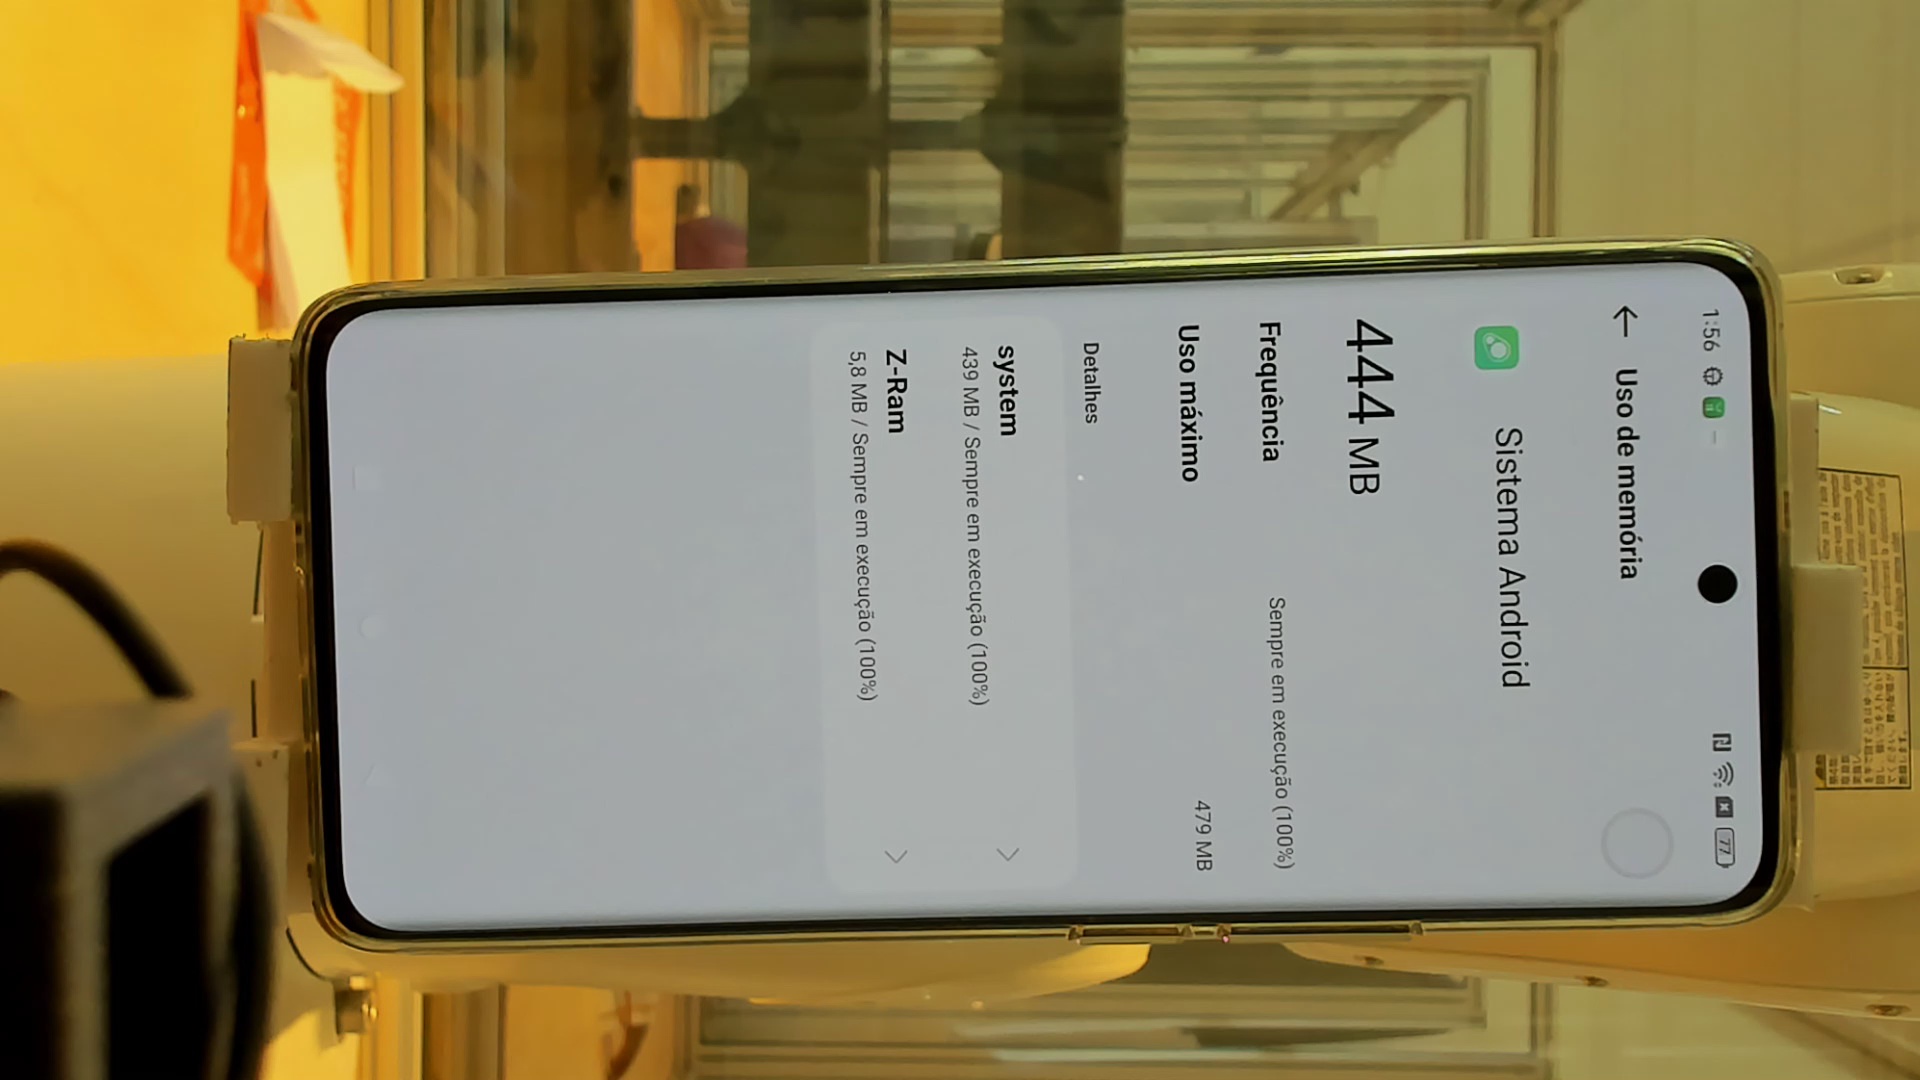 1:56
77
Uso de memória
Sistema Android
444 MB
Frequência
Sempre em execução (100%)
Uso máximo
479 MB
Detalhes
system
439 MB / Sempre em execução (100%)
Z-Ram
5,8 MB / Sempre em execução (100%)